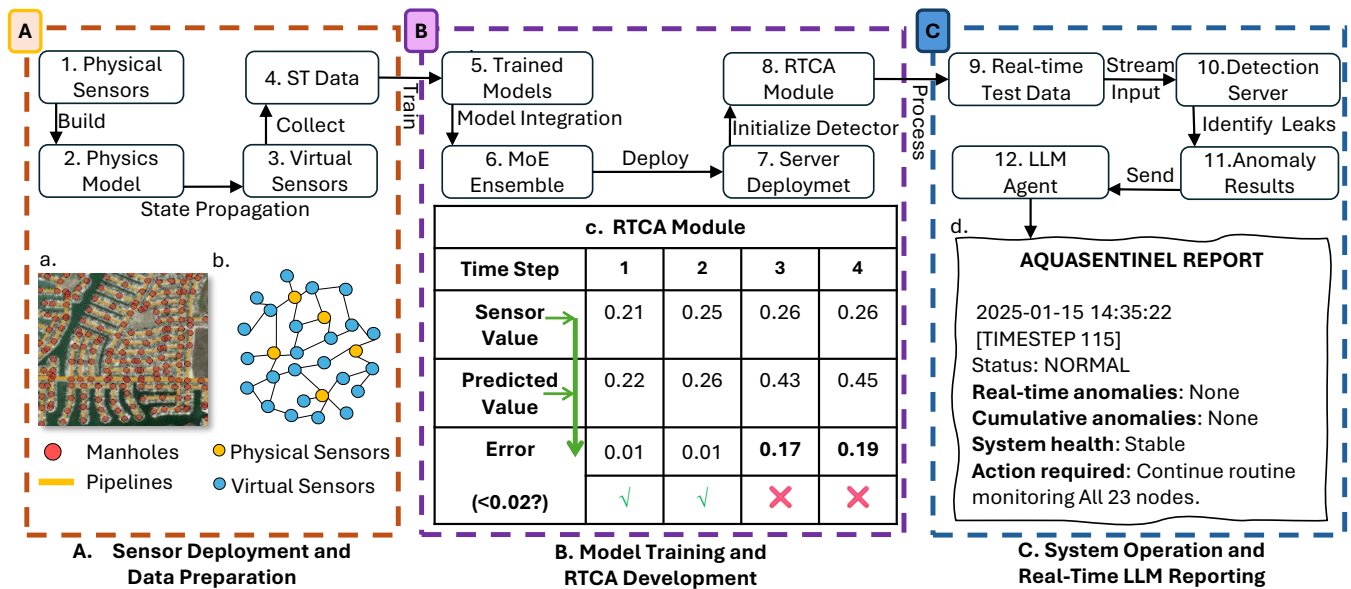 A
B
C
1. Physical
Sensors
4. ST Data
Build
Collect
2. Physics
Model
3. Virtual
Sensors
State Propagation
Train
a.
b.
Manholes
Pipelines
Physical Sensors
Virtual Sensors
A. Sensor Deployment and
Data Preparation
5. Trained
Models
8. RTCA
Module
Model Integration
Initialize Detector
6. MoE
Ensemble
Deploy
7. Server
Deploymet
Process
c. RTCA Module
Time Step 1 2 3 4
Sensor
Value 0.21 0.25 0.26 0.26
Predicted
Value 0.22 0.26 0.43 0.45
Error 0.01 0.01 0.17 0.19
(<0.02?) √ √ ❌ ❌
B. Model Training and
RTCA Development
9. Real-time
Test Data
Stream
Input
10.Detection
Server
Identify Leaks
12. LLM
Agent
Send
11.Anomaly
Results
d.
AQUASENTINEL REPORT
2025-01-15 14:35:22
[TIMESTEP 115]
Status: NORMAL
Real-time anomalies: None
Cumulative anomalies: None
System health: Stable
Action required: Continue routine
monitoring All 23 nodes.
C. System Operation and
Real-Time LLM Reporting